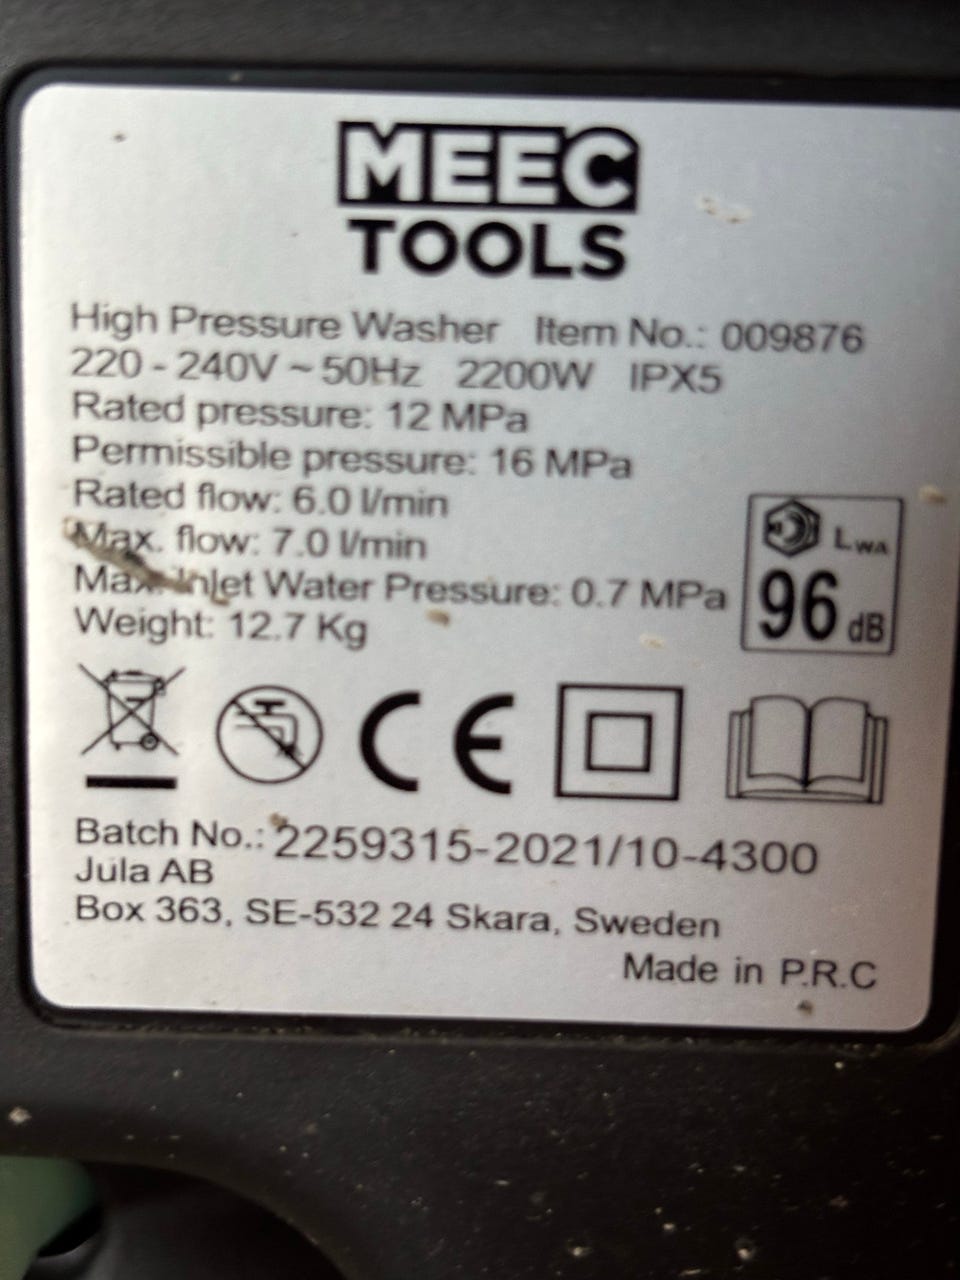 MEEC
TOOLS
High Pressure Washer Item No.: 009876
220 - 240V ~ 50Hz 2200W IPX5
Rated pressure: 12 MPa
Permissible pressure: 16 MPa
Rated flow: 6.0 l/min
Max. flow: 7.0 l/min
Max. Inlet Water Pressure: 0.7 MPa
Weight: 12.7 Kg
LWA
96 dB
CE
Batch No.: 2259315-2021/10-4300
Jula AB
Box 363, SE-532 24 Skara, Sweden
Made in P.R.C